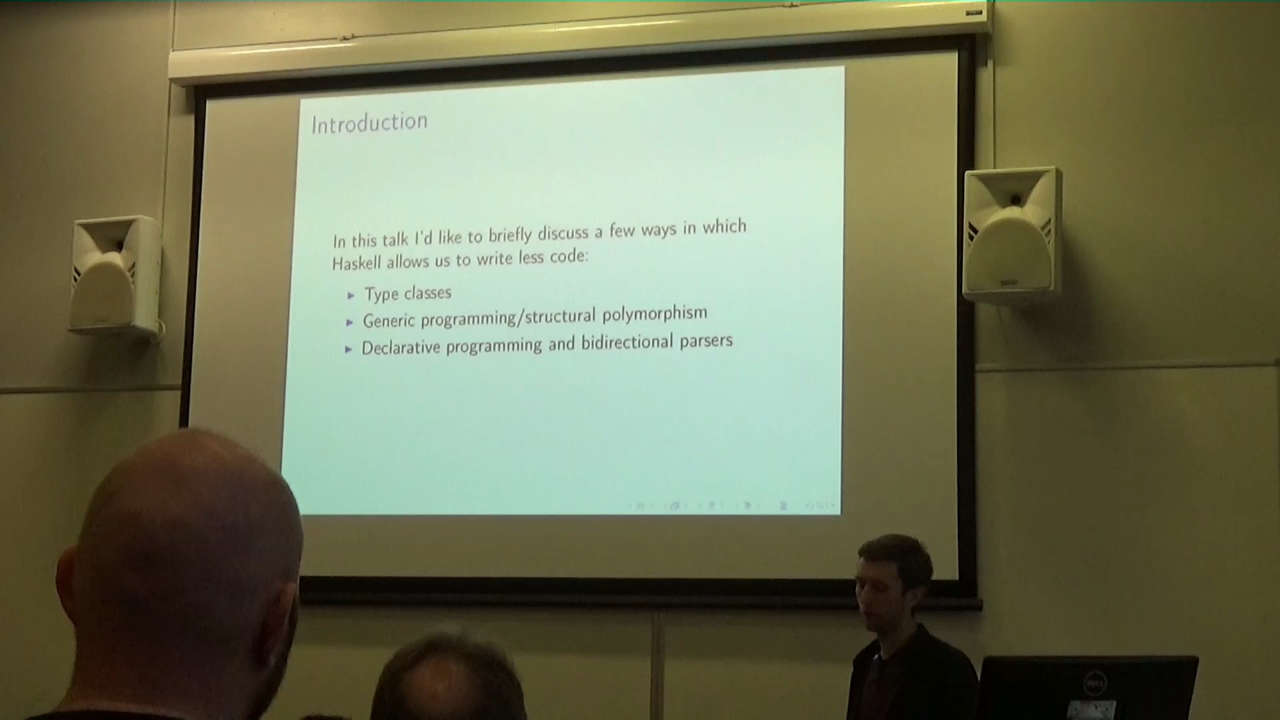 Introduction
In this talk I'd like to briefly discuss a few ways in which
Haskell allows us to write less code:
Type classes
Generic programming/structural polymorphism
Declarative programming and bidirectional parsers
DELL